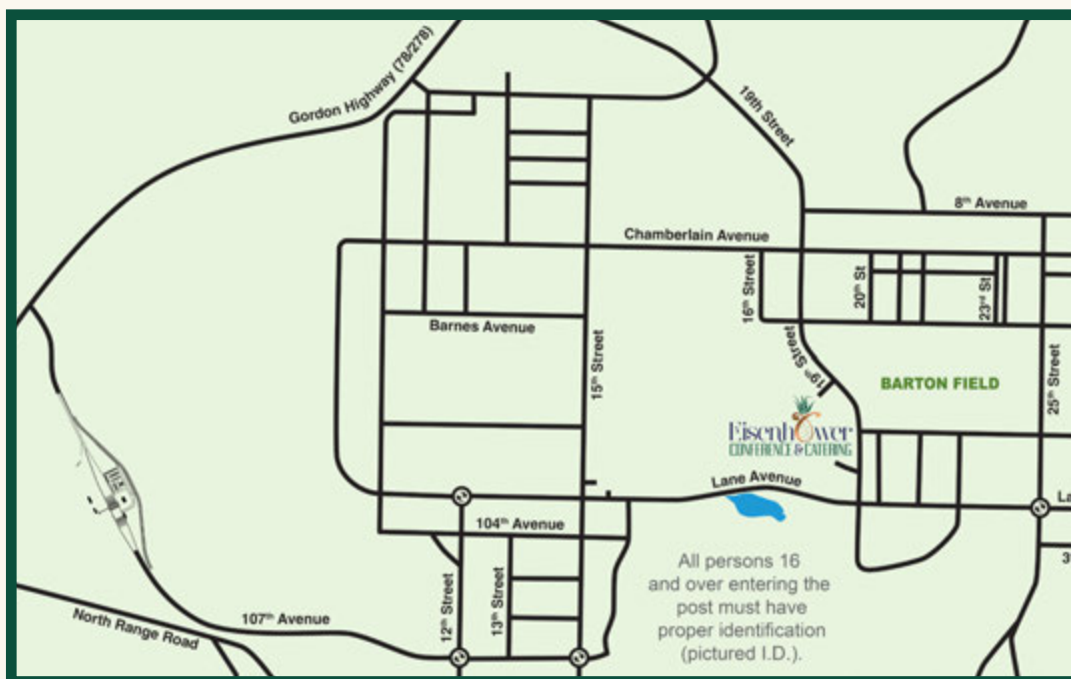 Gordon Highway (78/278)
19th Street
8th Avenue
Chamberlain Avenue
16th Street
20th St
23rd St
Barnes Avenue
15th Street
19th Street
BARTON FIELD
25th Street
Eisenhower
CONFERENCE & CATERING
Lane Avenue
La
104th Avenue
All persons 16
and over entering the
post must have
proper identification
(pictured I.D.).
12th Street
13th Street
107th Avenue
North Range Road